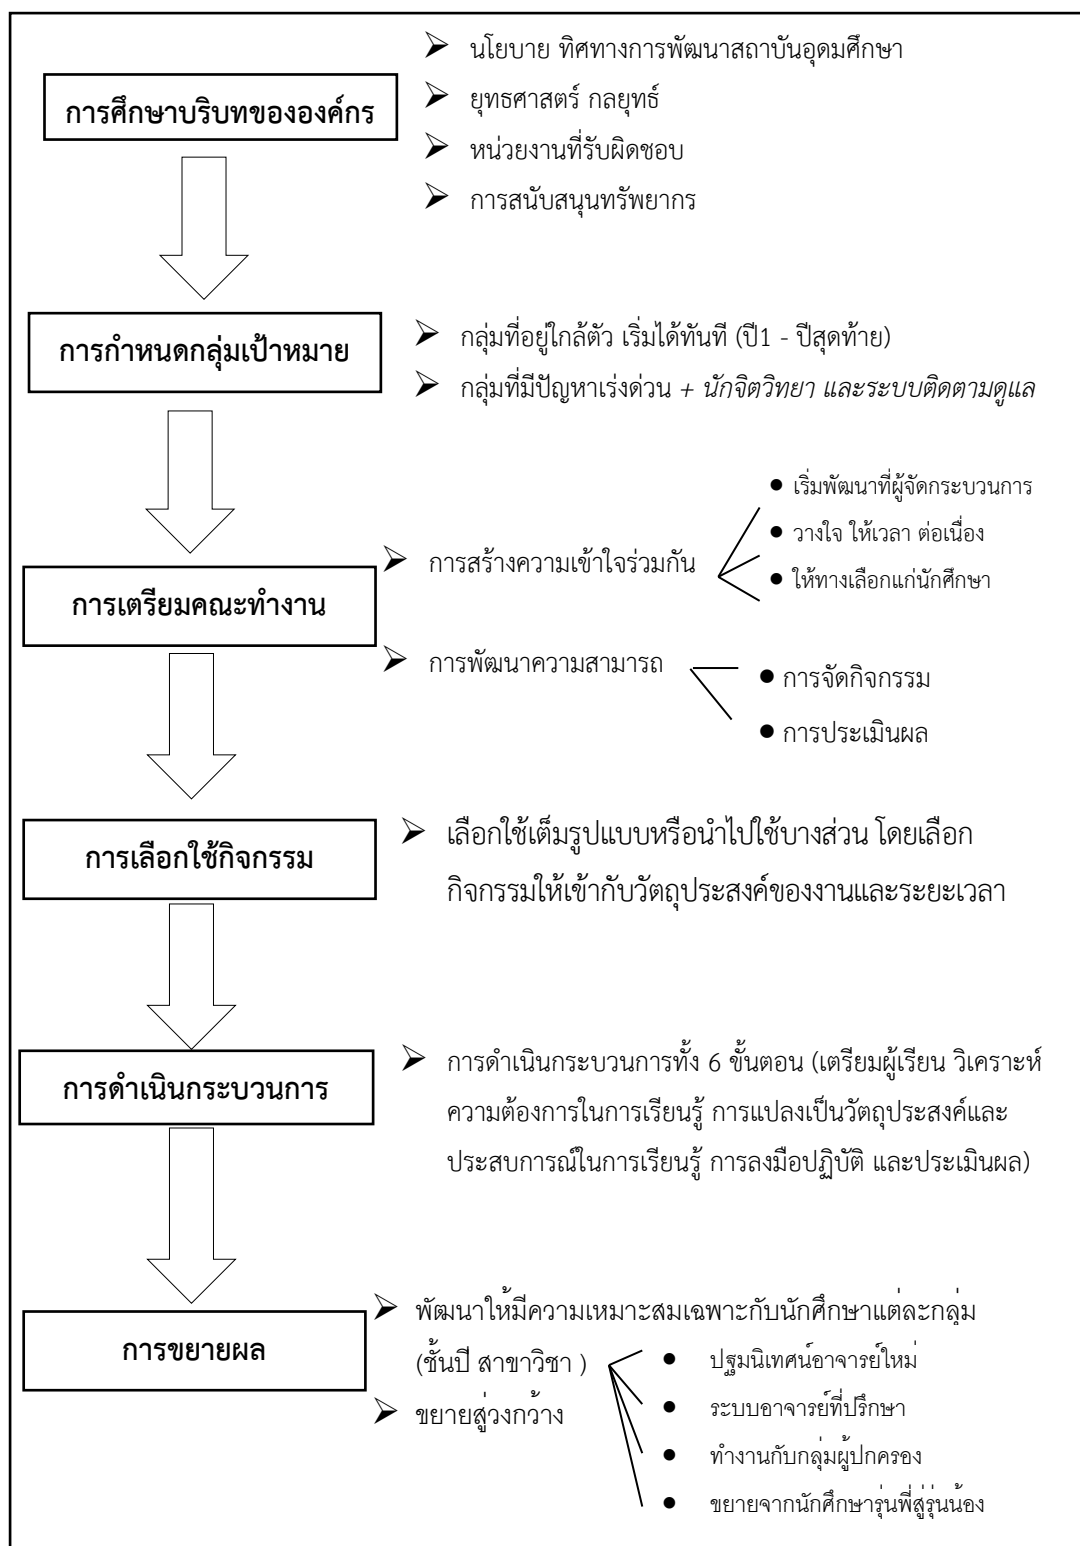 การศึกษาบริบทขององค์กร
➢ นโยบาย ทิศทางการพัฒนาสถาบันอุดมศึกษา
➢ ยุทธศาสตร์ กลยุทธ์
➢ หน่วยงานที่รับผิดชอบ
➢ การสนับสนุนทรัพยากร
การกำหนดกลุ่มเป้าหมาย
➢ กลุ่มที่อยู่ใกล้ตัว เริ่มได้ทันที (ปี1 - ปีสุดท้าย)
➢ กลุ่มที่มีปัญหาเร่งด่วน + นักจิตวิทยา และระบบติดตามดูแล
การเตรียมคณะทำงาน
➢ การสร้างความเข้าใจร่วมกัน
● เริ่มพัฒนาที่ผู้จัดกระบวนการ
● วางใจ ให้เวลา ต่อเนื่อง
● ให้ทางเลือกแก่นักศึกษา
➢ การพัฒนาความสามารถ
● การจัดกิจกรรม
● การประเมินผล
การเลือกใช้กิจกรรม
➢ เลือกใช้เต็มรูปแบบหรือนำไปใช้บางส่วน โดยเลือก
กิจกรรมให้เข้ากับวัตถุประสงค์ของงานและระยะเวลา
การดำเนินกระบวนการ
➢ การดำเนินกระบวนการทั้ง 6 ขั้นตอน (เตรียมผู้เรียน วิเคราะห์
ความต้องการในการเรียนรู้ การแปลงเป็นวัตถุประสงค์และ
ประสบการณ์ในการเรียนรู้ การลงมือปฏิบัติ และประเมินผล)
การขยายผล
➢ พัฒนาให้มีความเหมาะสมเฉพาะกับนักศึกษาแต่ละกลุ่ม
(ชั้นปี สาขาวิชา )
➢ ขยายสู่วงกว้าง
● ปฐมนิเทศน์อาจารย์ใหม่
● ระบบอาจารย์ที่ปรึกษา
● ทำงานกับกลุ่มผู้ปกครอง
● ขยายจากนักศึกษารุ่นพี่สู่รุ่นน้อง